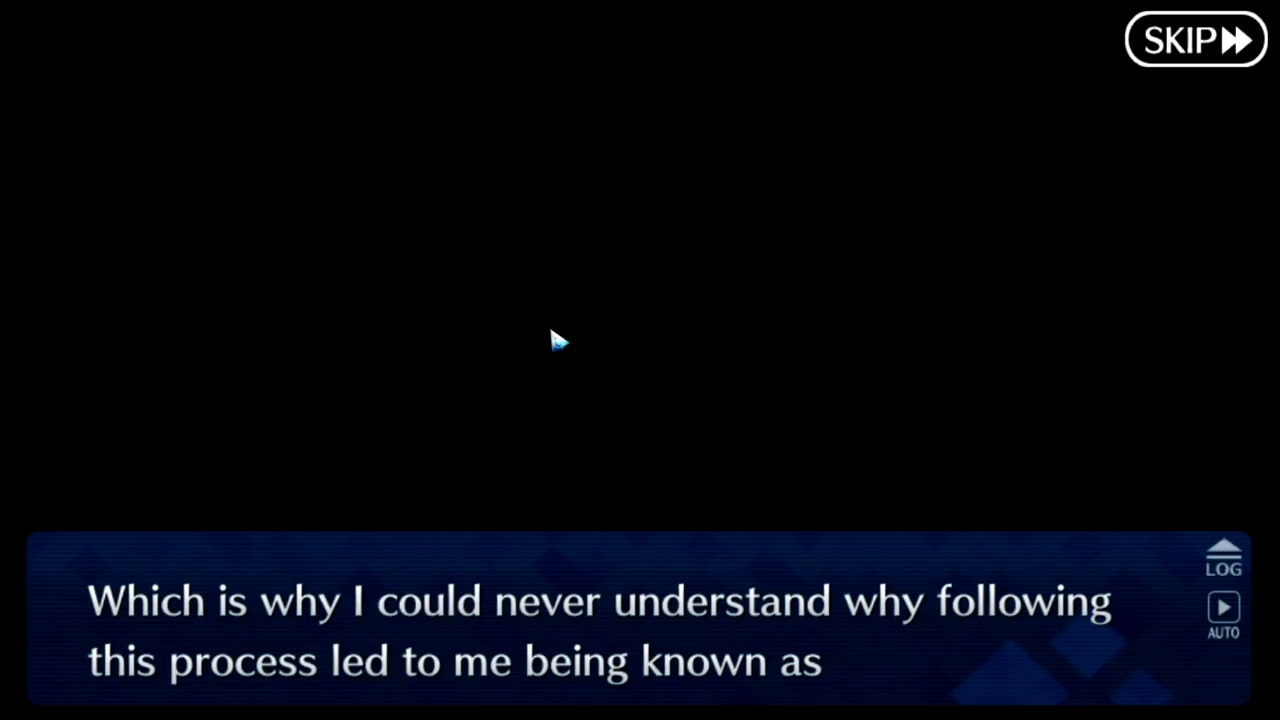 SKIP
Which is why I could never understand why following
this process led to me being known as
LOG
AUTO